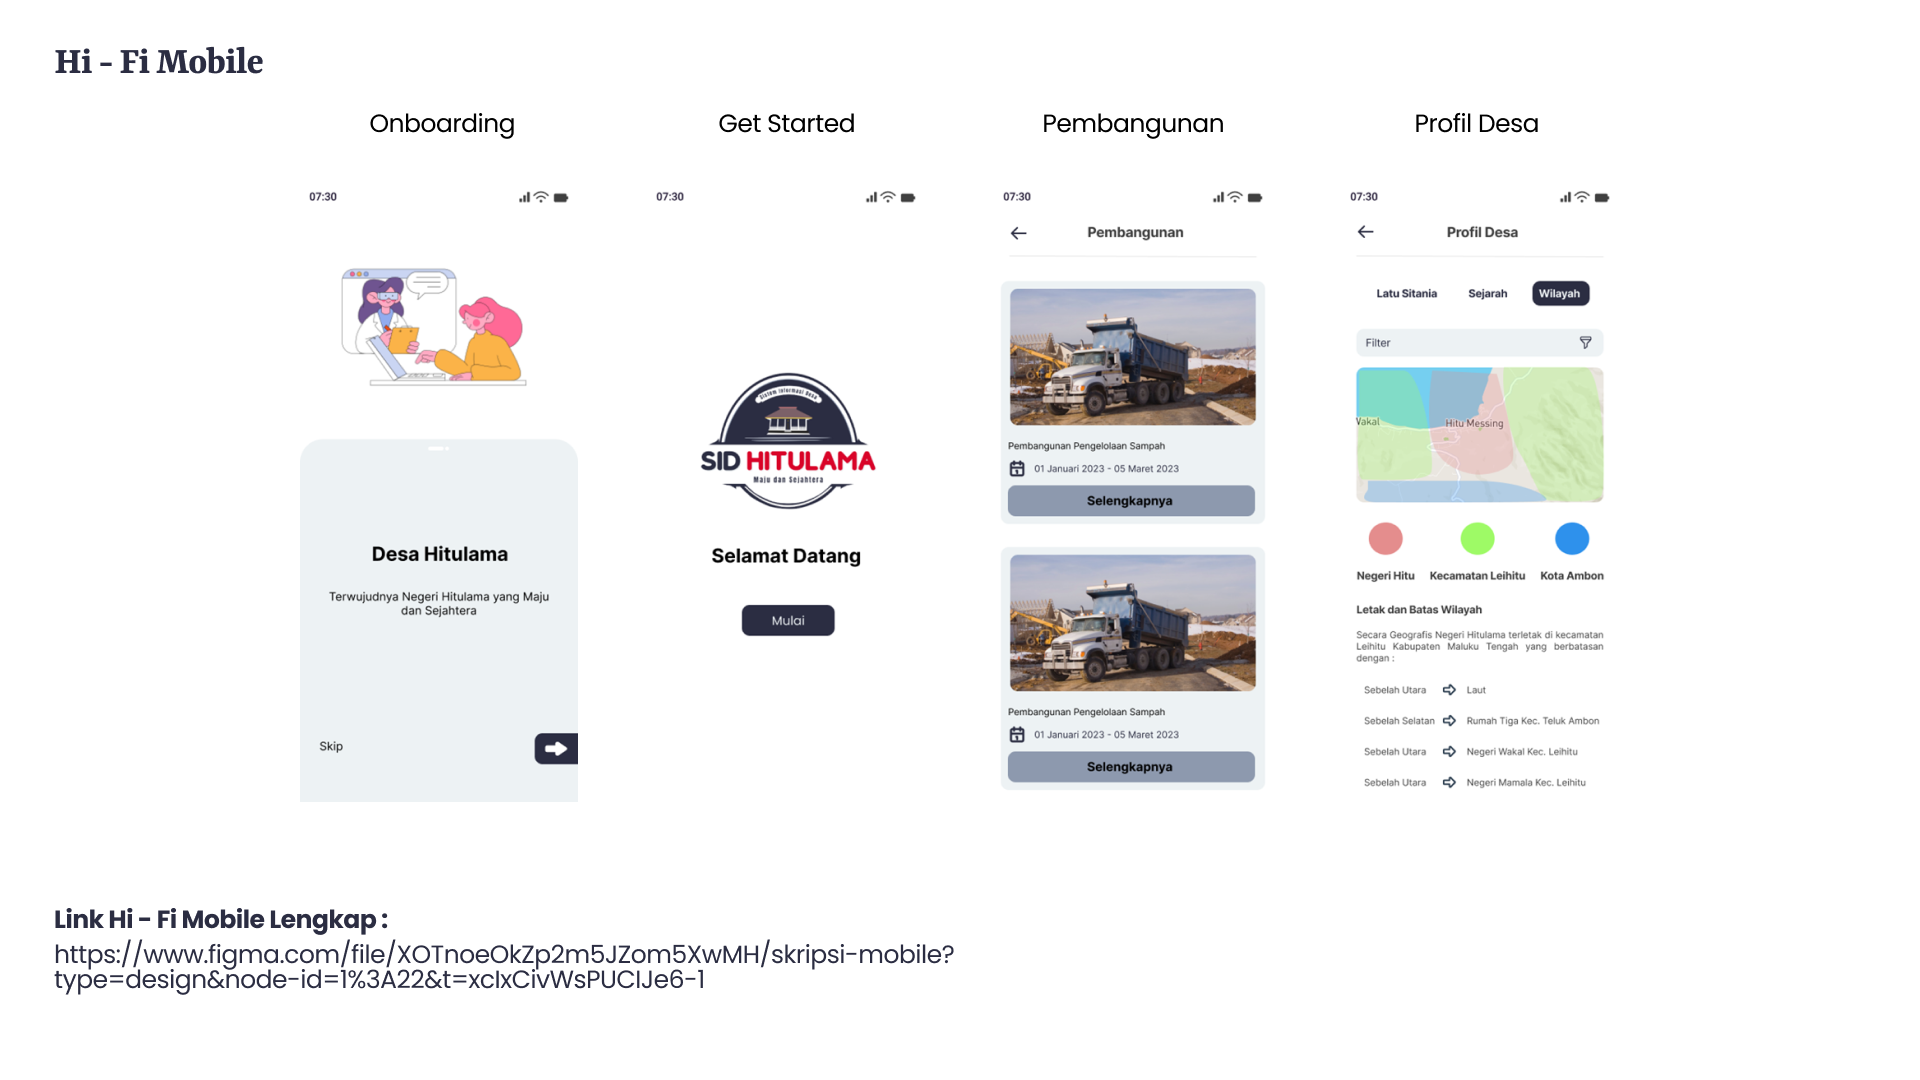 Hi - Fi Mobile
Onboarding
Get Started
Pembangunan
Profil Desa
07:30
Desa Hitulama
Terwujudnya Negeri Hitulama yang Maju
dan Sejahtera
Skip
07:30
Sistem Informasi Desa
SID HITULAMA
Maju dan Sejahtera
Selamat Datang
Mulai
07:30
Pembangunan
Pembangunan Pengelolaan Sampah
01 Januari 2023 - 05 Maret 2023
Selengkapnya
Pembangunan Pengelolaan Sampah
01 Januari 2023 - 05 Maret 2023
Selengkapnya
07:30
Profil Desa
Latu Sitania Sejarah Wilayah
Filter
Wakal
Hitu Messing
Negeri Hitu Kecamatan Leihitu Kota Ambon
Letak dan Batas Wilayah
Secara Geografis Negeri Hitulama terletak di kecamatan
Leihitu Kabupaten Maluku Tengah yang berbatasan
dengan :
Sebelah Utara Laut
Sebelah Selatan Rumah Tiga Kec. Teluk Ambon
Sebelah Utara Negeri Wakal Kec. Leihitu
Sebelah Utara Negeri Mamala Kec. Leihitu
Link Hi - Fi Mobile Lengkap :
https://www.figma.com/file/XOTnoeOkZp2m5JZom5XwMH/skripsi-mobile?
type=design&node-id=1%3A22&t=xcIxCivWsPUCIJe6-1